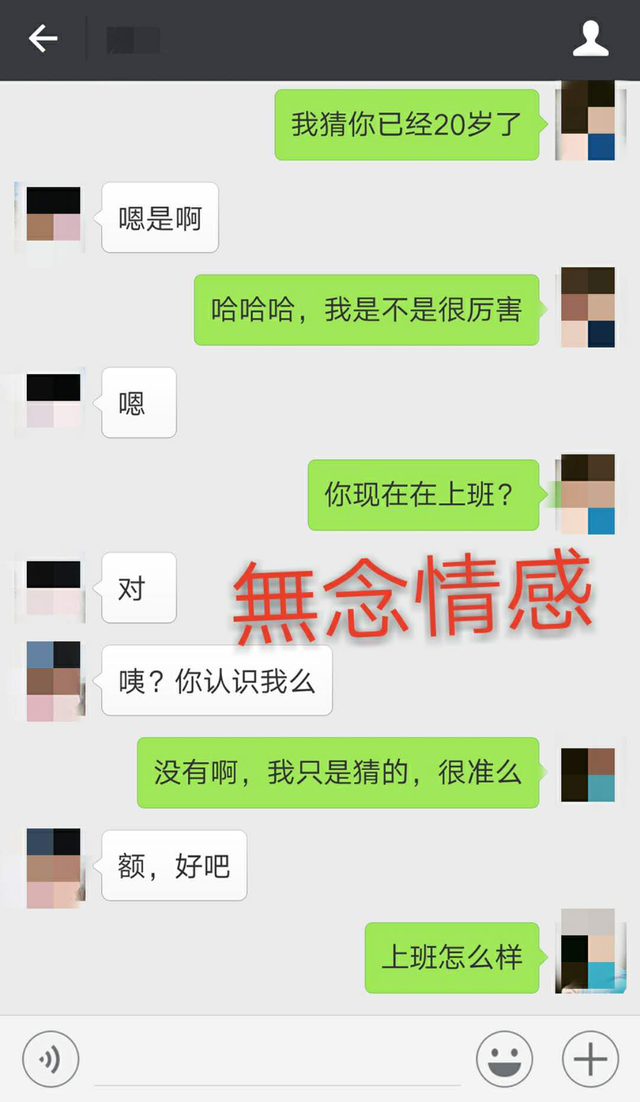 我猜你已经20岁了
嗯是啊
哈哈哈，我是不是很厉害
嗯
你现在在上班？
对
無念情感
咦？你认识我么
没有啊，我只是猜的，很准么
额，好吧
上班怎么样